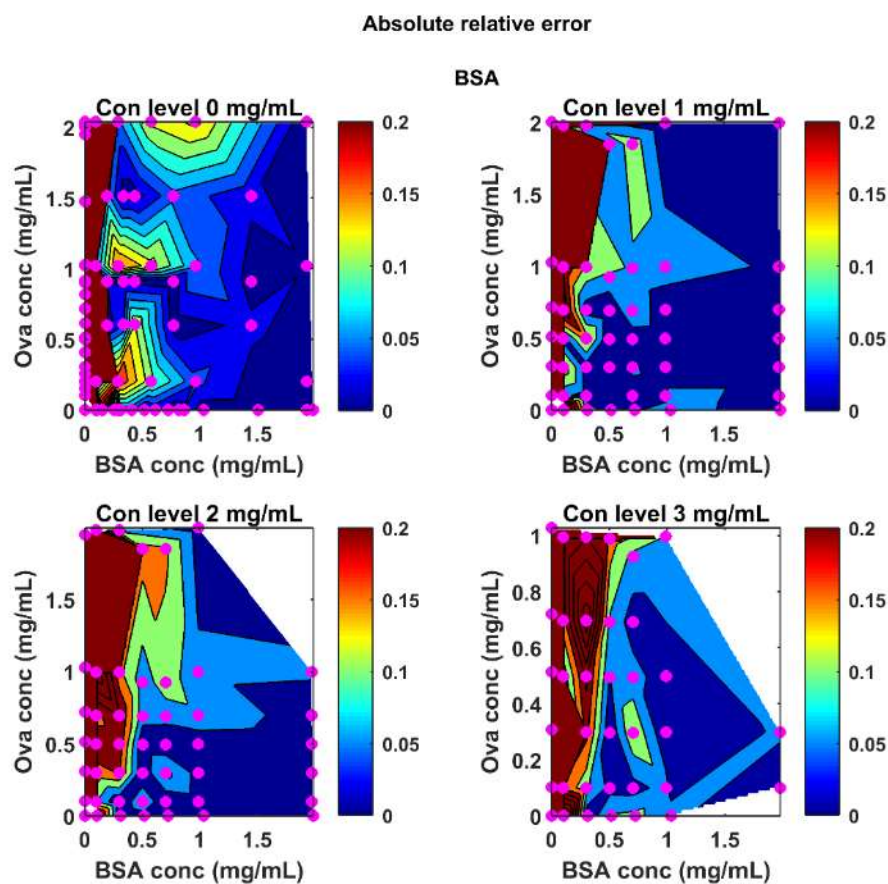 Absolute relative error
BSA
Con level 0 mg/mL
2
1.5
1
0.5
0
Ova conc (mg/mL)
0 0.5 1 1.5
BSA conc (mg/mL)
0.2
0.15
0.1
0.05
0
Con level 1 mg/mL
2
1.5
1
0.5
0
Ova conc (mg/mL)
0 0.5 1 1.5
BSA conc (mg/mL)
0.2
0.15
0.1
0.05
0
Con level 2 mg/mL
1.5
1
0.5
0
Ova conc (mg/mL)
0 0.5 1 1.5
BSA conc (mg/mL)
0.2
0.15
0.1
0.05
0
Con level 3 mg/mL
1
0.8
0.6
0.4
0.2
0
Ova conc (mg/mL)
0 0.5 1 1.5
BSA conc (mg/mL)
0.2
0.15
0.1
0.05
0